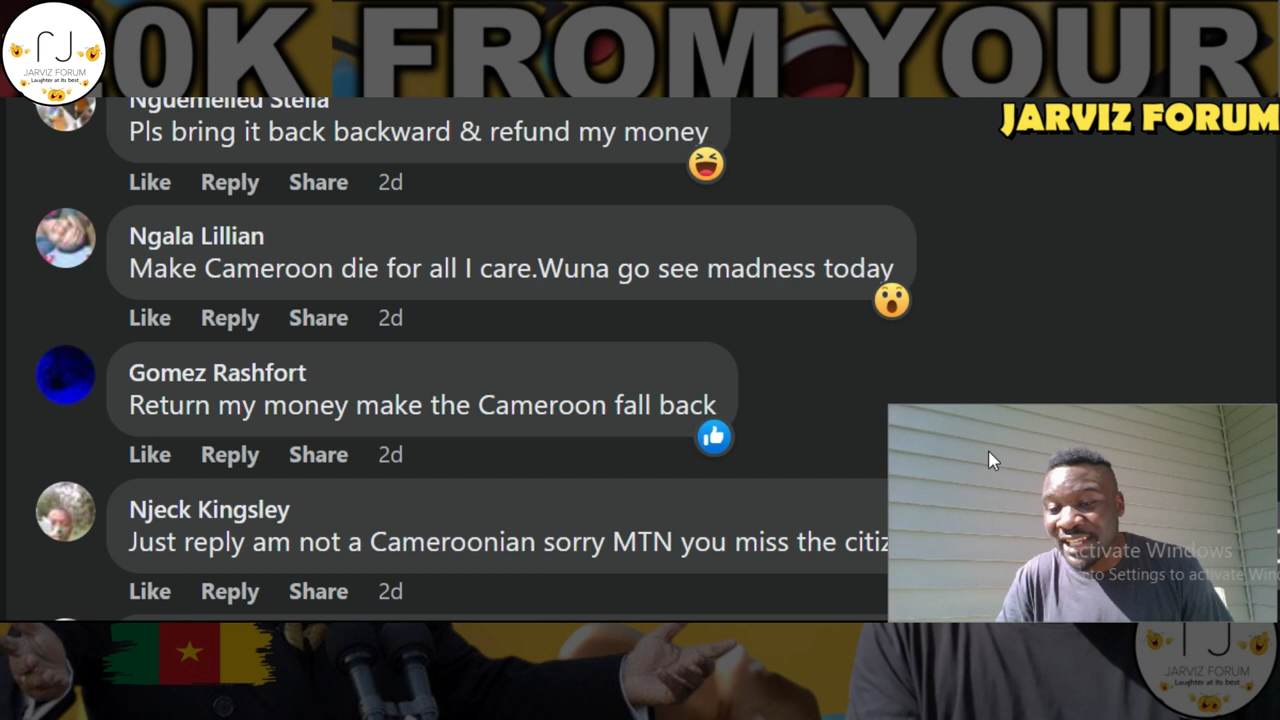 0K FROM YOUR
JARVIZ FORUM
Laughter at its best
JARVIZ FORUM
Nguemelieu Stella
Pls bring it back backward & refund my money
Like Reply Share 2d
Ngala Lillian
Make Cameroon die for all I care.Wuna go see madness today
Like Reply Share 2d
Gomez Rashfort
Return my money make the Cameroon fall back
Like Reply Share 2d
Njeck Kingsley
Just reply am not a Cameroonian sorry MTN you miss the citiz
Like Reply Share 2d
Activate Windows
to Settings to activate Win
JARVIZ FORUM
Laughter at its best